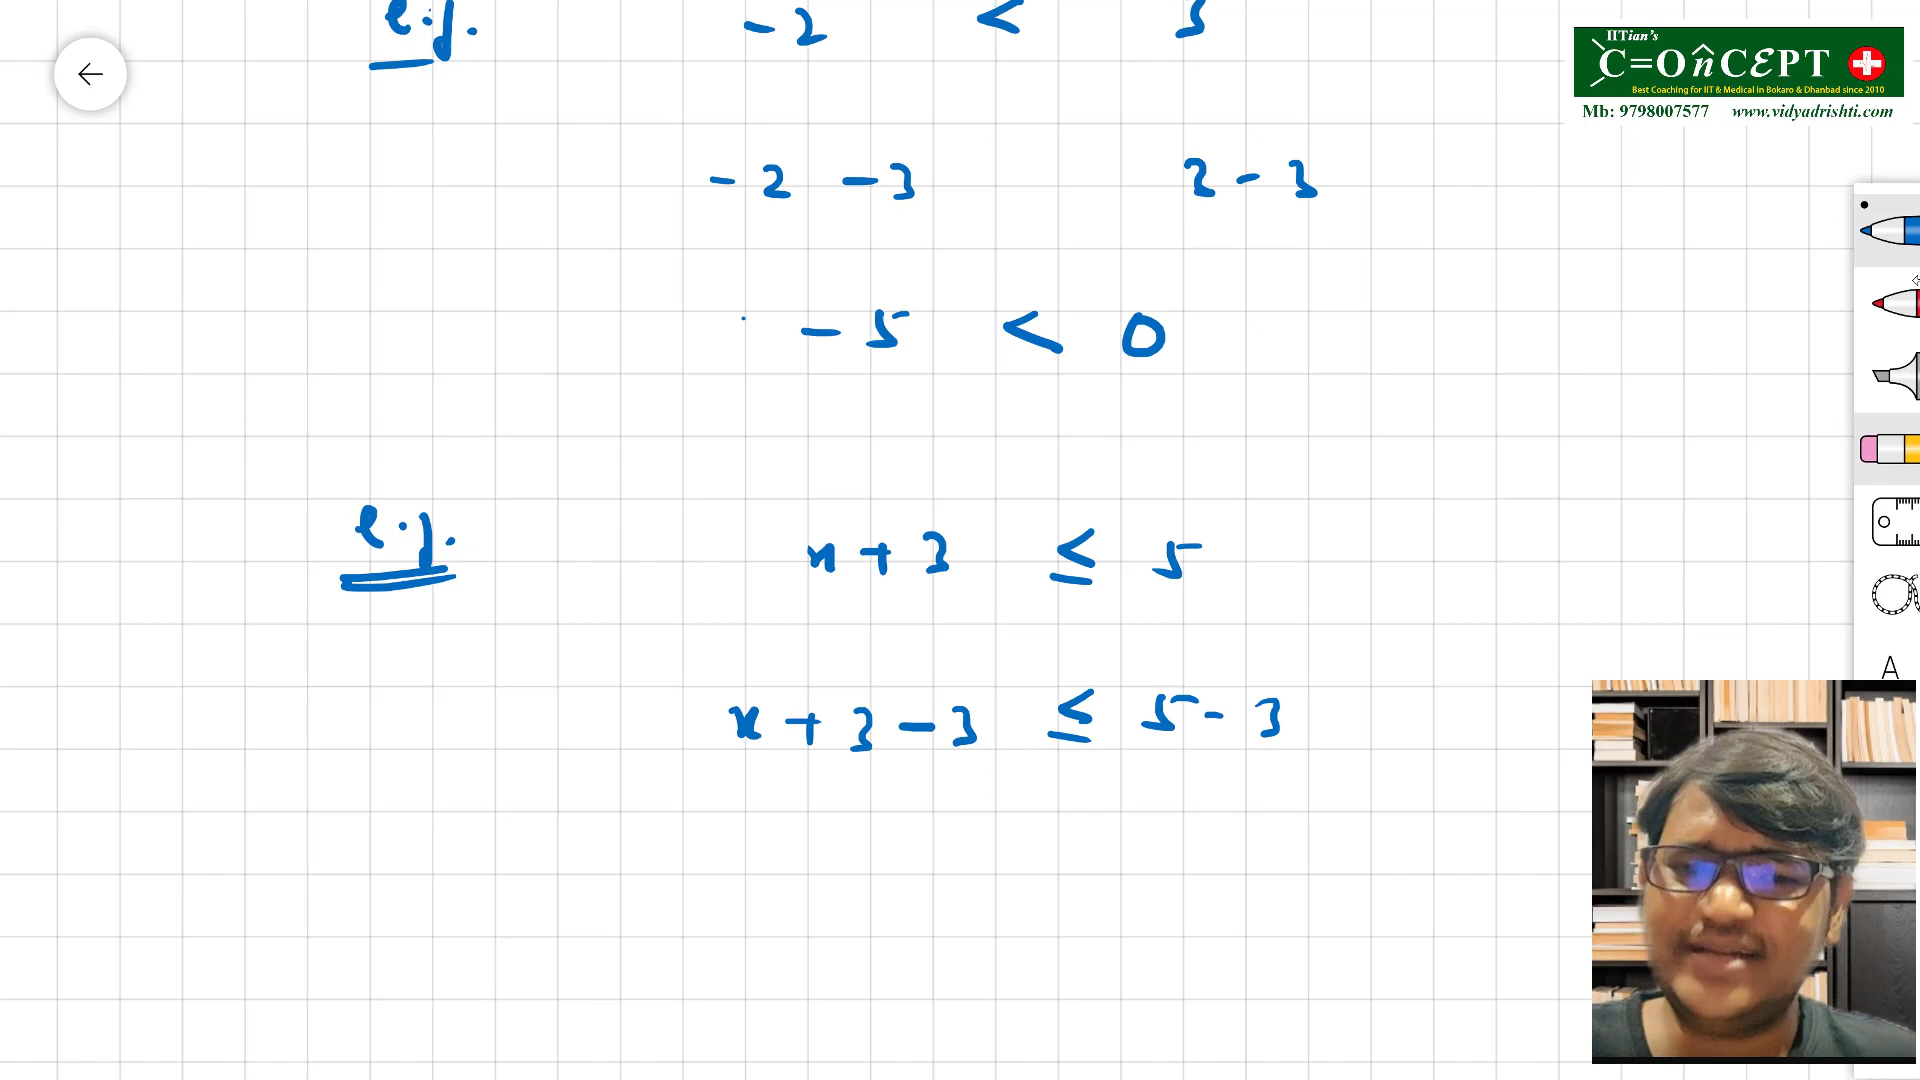 e.g. -2 < 3
IITian's
C=OnCEPT
Best Coaching for IIT & Medical in Bokaro & Dhanbad since 2010
Mb: 9798007577 www.vidyadrishti.com
-2 -3 3 - 3
-5 < 0
e.g. x + 3 ≤ 5
x + 3 - 3 ≤ 5 - 3
A